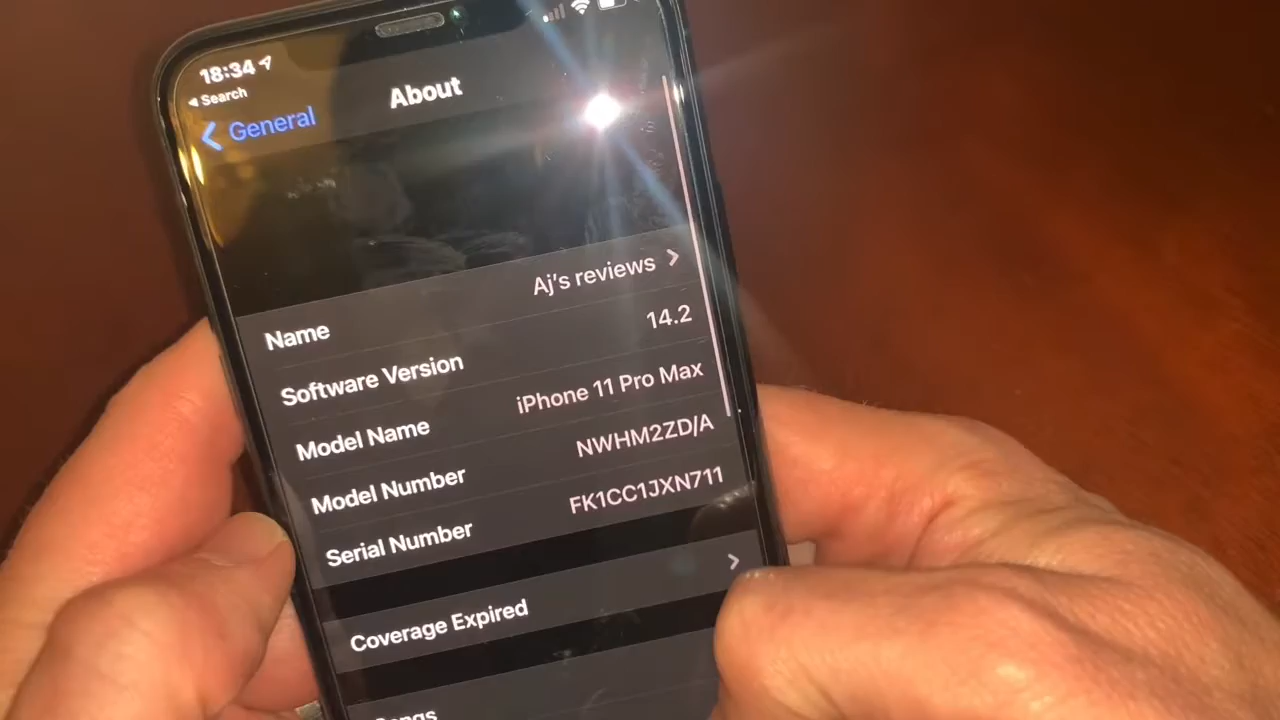 18:34
Search
General
About
Name Aj's reviews
Software Version 14.2
Model Name iPhone 11 Pro Max
Model Number NWHM2ZD/A
Serial Number FK1CC1JXN711
Coverage Expired
Songs